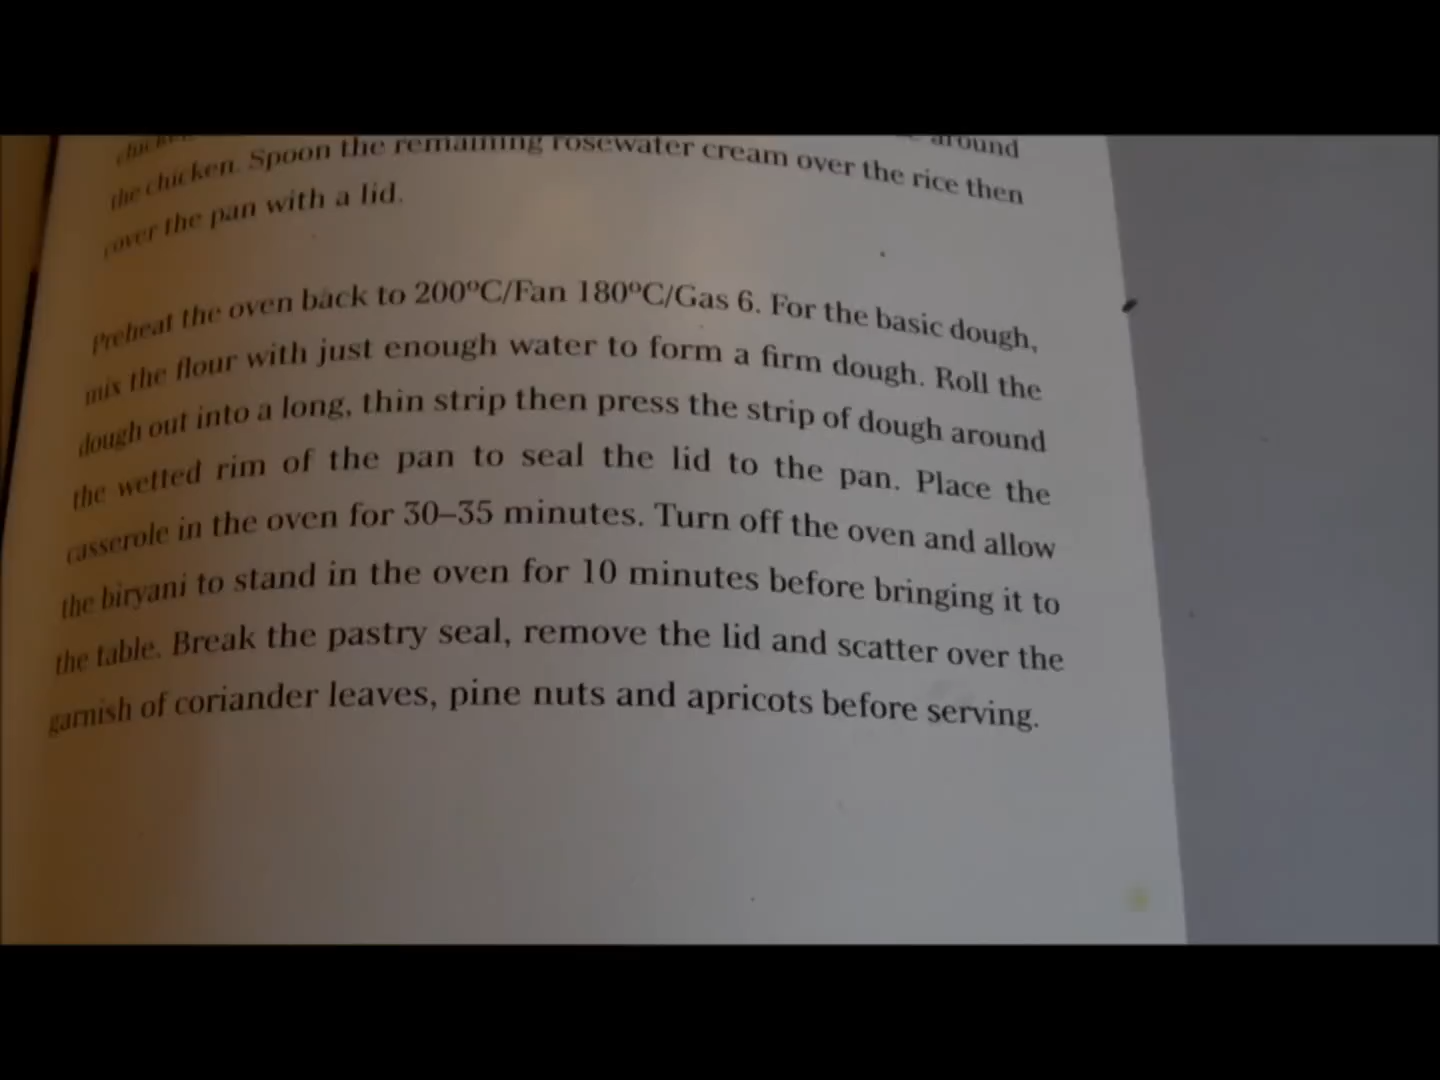 around
the chicken. Spoon the remaining rosewater cream over the rice then
cover the pan with a lid.
Preheat the oven back to 200ºC/Fan 180ºC/Gas 6. For the basic dough,
mix the flour with just enough water to form a firm dough. Roll the
dough out into a long, thin strip then press the strip of dough around
the wetted rim of the pan to seal the lid to the pan. Place the
casserole in the oven for 30–35 minutes. Turn off the oven and allow
the biryani to stand in the oven for 10 minutes before bringing it to
the table. Break the pastry seal, remove the lid and scatter over the
garnish of coriander leaves, pine nuts and apricots before serving.